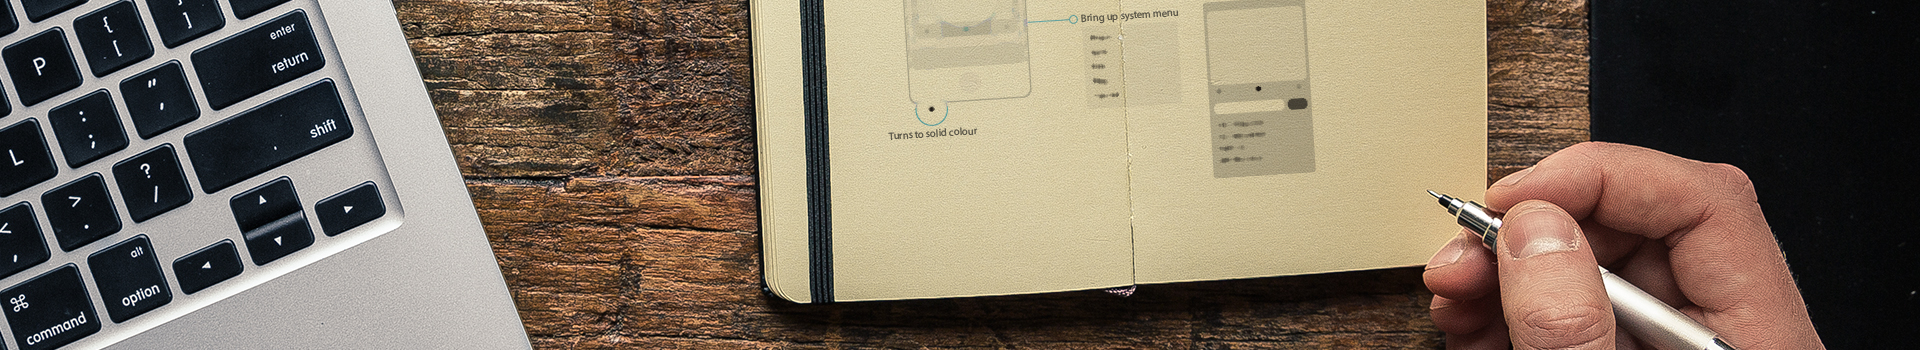 {
[
}
]
enter
return
P
"
,
:
;
shift
L
?
/
>
.
<
,
alt
option
⌘
command
Bring up system menu
Turns to solid colour